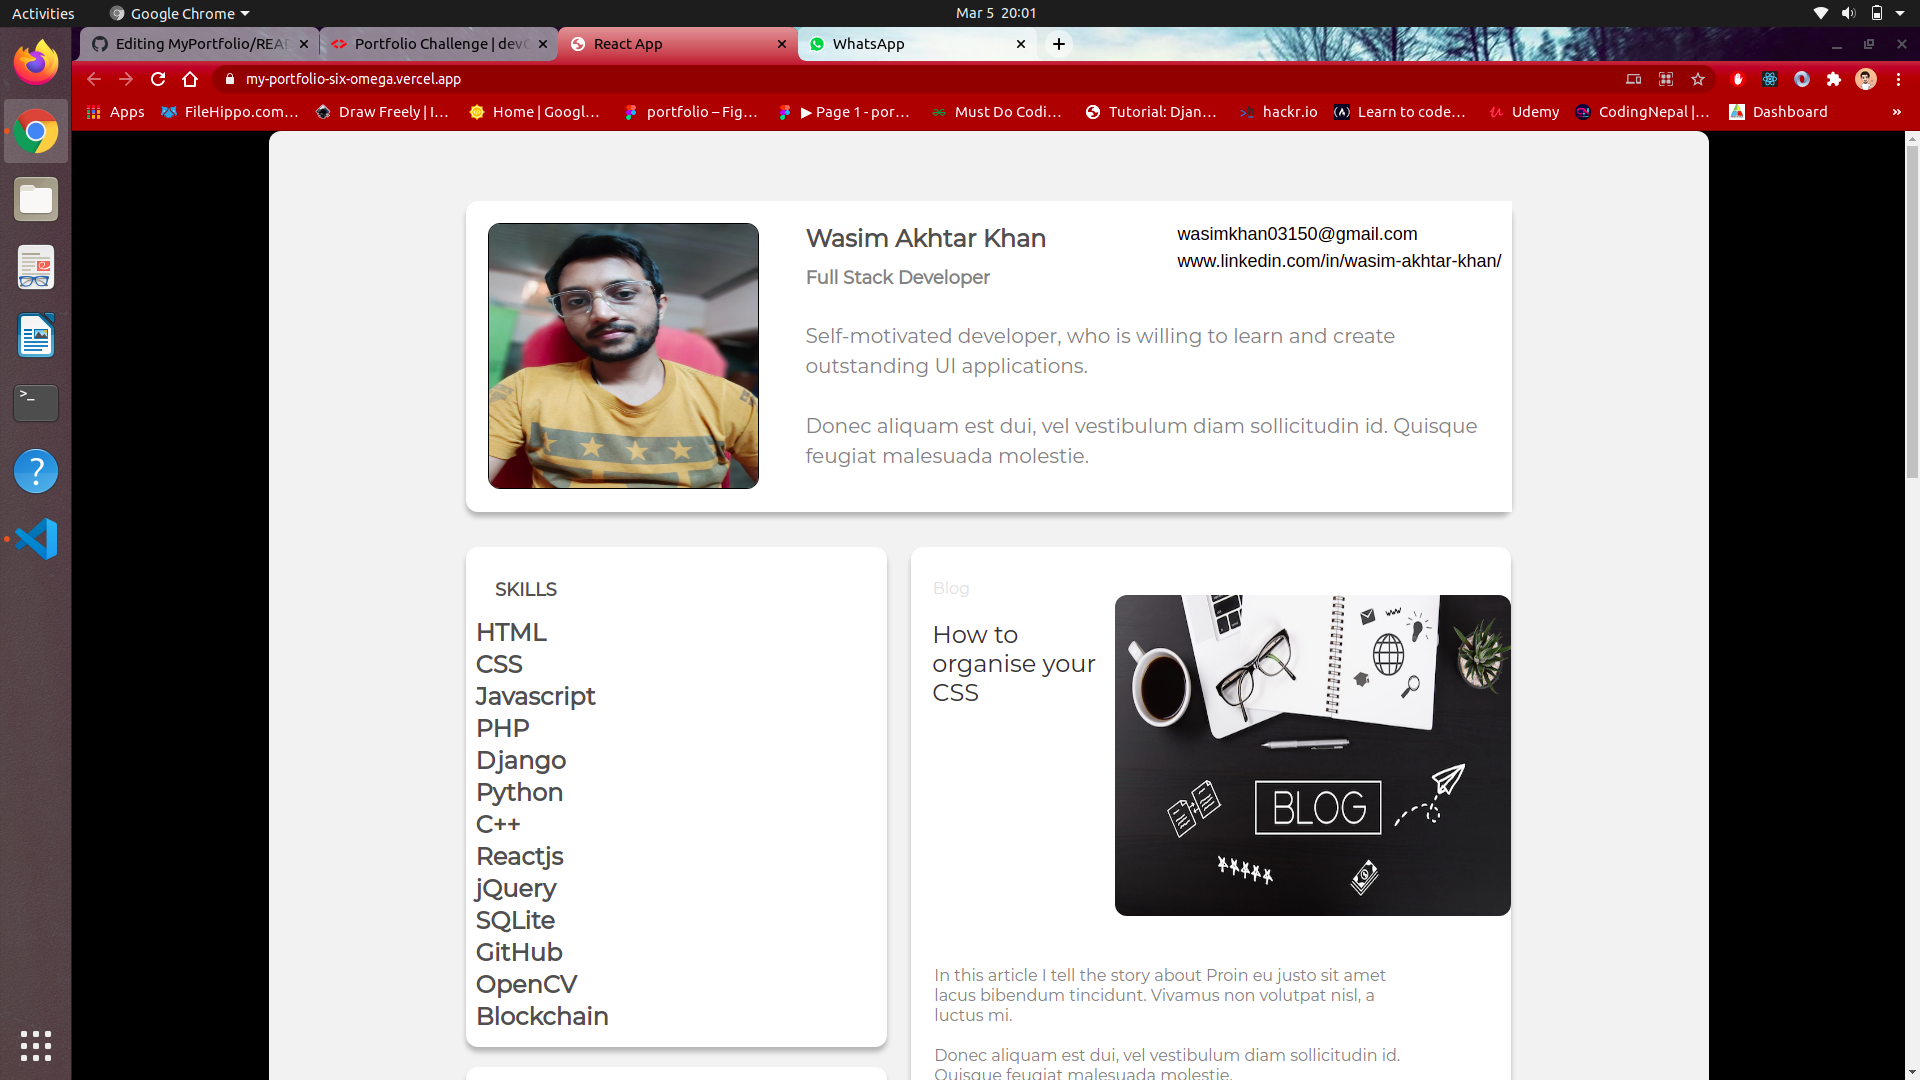 Activities
Google Chrome
Mar 5 20:01
Editing MyPortfolio/REA
Portfolio Challenge | dev
React App
WhatsApp
my-portfolio-six-omega.vercel.app
Apps
FileHippo.com...
Draw Freely | I...
Home | Googl...
portfolio – Fig...
▶ Page 1 - por...
Must Do Codi...
Tutorial: Djan...
hackr.io
Learn to code...
Udemy
CodingNepal |...
Dashboard
»
Wasim Akhtar Khan
Full Stack Developer
wasimkhan03150@gmail.com
www.linkedin.com/in/wasim-akhtar-khan/
Self-motivated developer, who is willing to learn and create
outstanding UI applications.
Donec aliquam est dui, vel vestibulum diam sollicitudin id. Quisque
feugiat malesuada molestie.
SKILLS
HTML
CSS
Javascript
PHP
Django
Python
C++
Reactjs
jQuery
SQLite
GitHub
OpenCV
Blockchain
Blog
How to
organise your
CSS
BLOG
In this article I tell the story about Proin eu justo sit amet
lacus bibendum tincidunt. Vivamus non volutpat nisl, a
luctus mi.
Donec aliquam est dui, vel vestibulum diam sollicitudin id.
Quisque feugiat malesuada molestie.